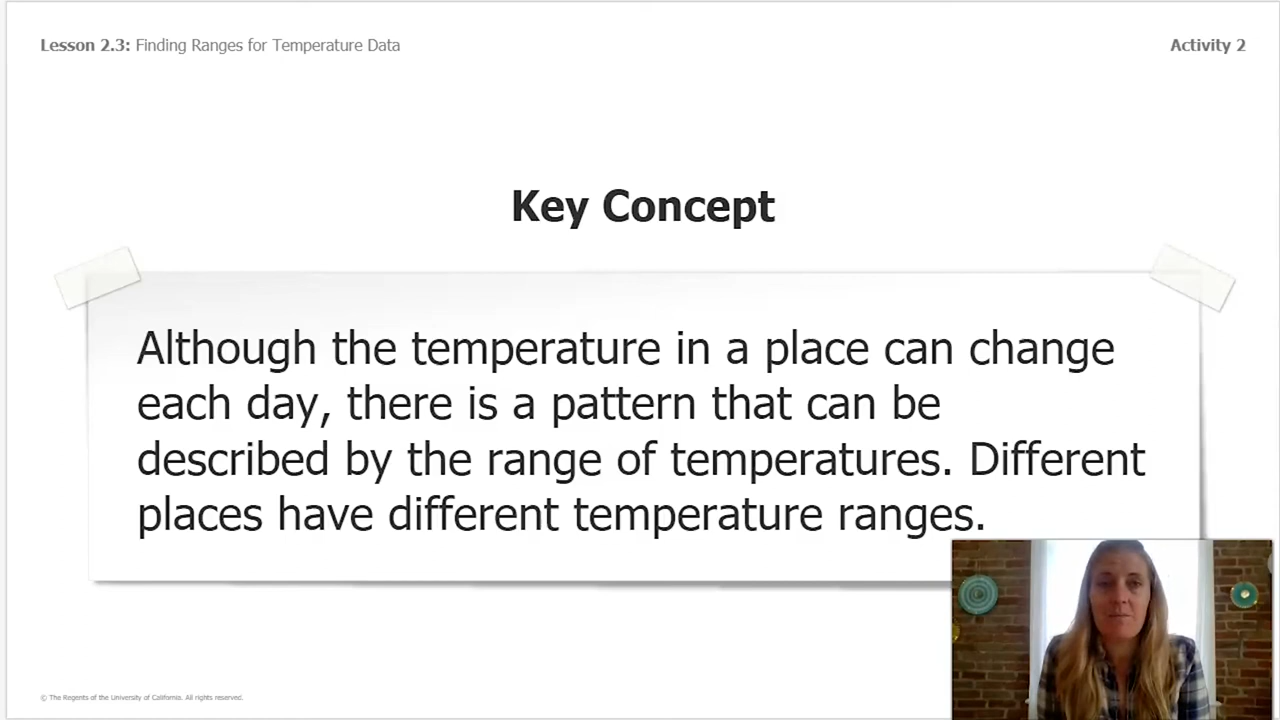 Lesson 2.3: Finding Ranges for Temperature Data
Activity 2
Key Concept
Although the temperature in a place can change
each day, there is a pattern that can be
described by the range of temperatures. Different
places have different temperature ranges.
© The Regents of the University of California. All rights reserved.